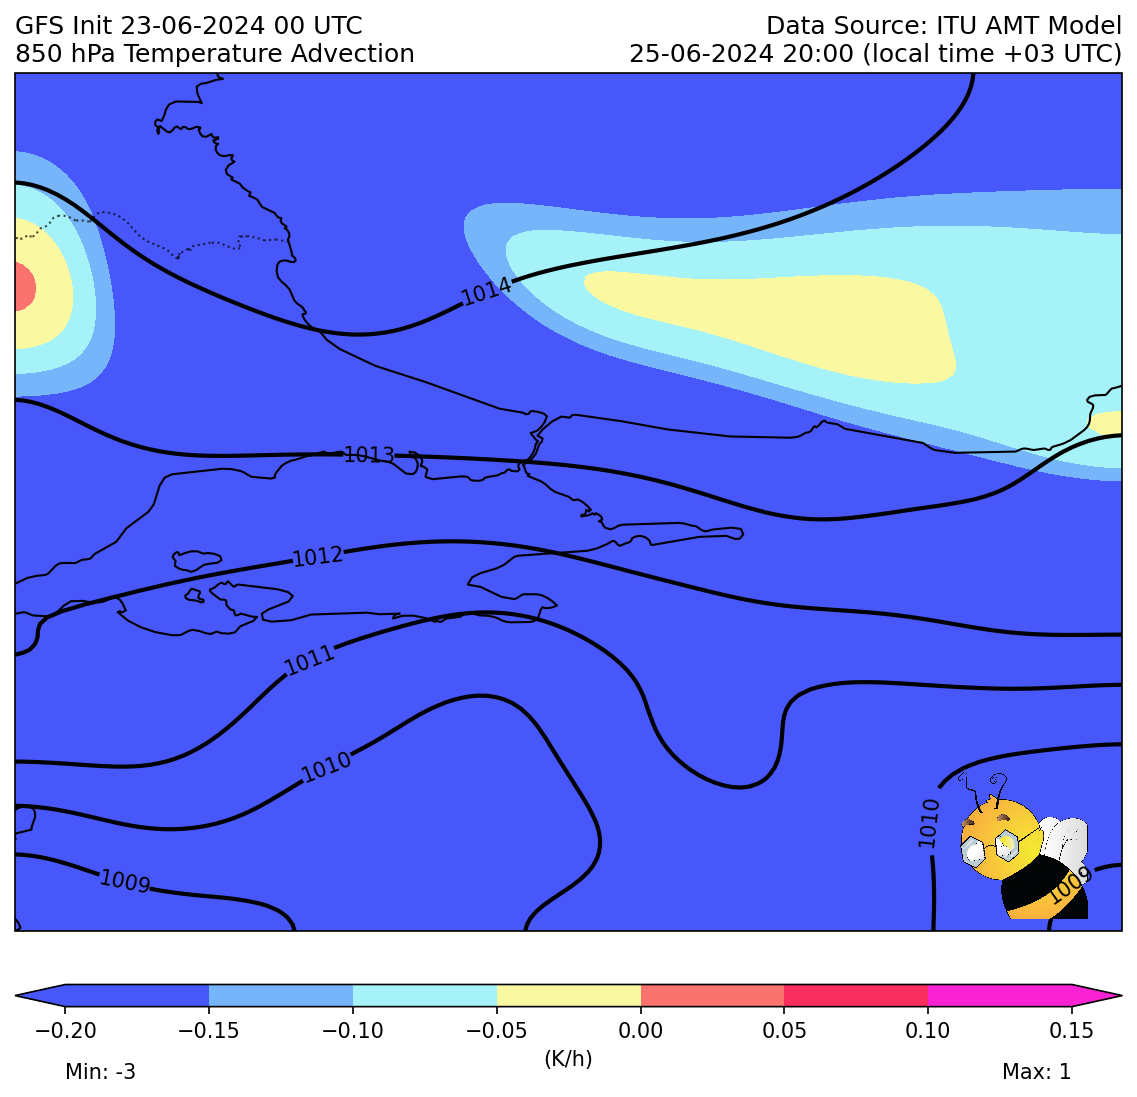 GFS Init 23-06-2024 00 UTC
Data Source: ITU AMT Model
850 hPa Temperature Advection
25-06-2024 20:00 (local time +03 UTC)
1014
1013
1012
1011
1010
1010
1009
1009
−0.20 −0.15 −0.10 −0.05 0.00 0.05 0.10 0.15
(K/h)
Min: -3
Max: 1